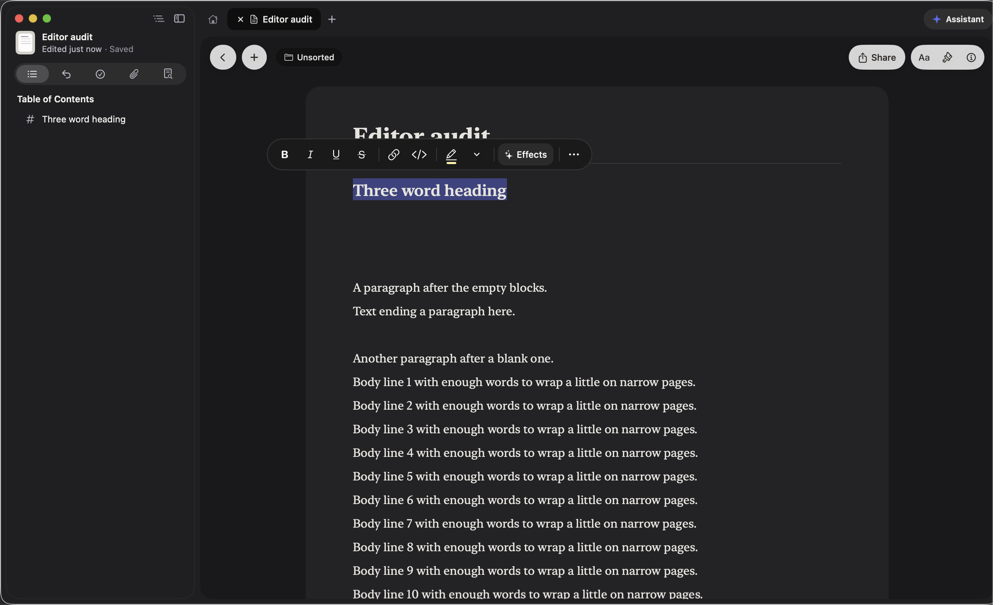 Editor audit
Edited just now · Saved
Table of Contents
# Three word heading
Editor audit
Assistant
Unsorted
Share
Aa
Editor audit
B I U S </> Effects
Three word heading
A paragraph after the empty blocks.
Text ending a paragraph here.
Another paragraph after a blank one.
Body line 1 with enough words to wrap a little on narrow pages.
Body line 2 with enough words to wrap a little on narrow pages.
Body line 3 with enough words to wrap a little on narrow pages.
Body line 4 with enough words to wrap a little on narrow pages.
Body line 5 with enough words to wrap a little on narrow pages.
Body line 6 with enough words to wrap a little on narrow pages.
Body line 7 with enough words to wrap a little on narrow pages.
Body line 8 with enough words to wrap a little on narrow pages.
Body line 9 with enough words to wrap a little on narrow pages.
Body line 10 with enough words to wrap a little on narrow pages.